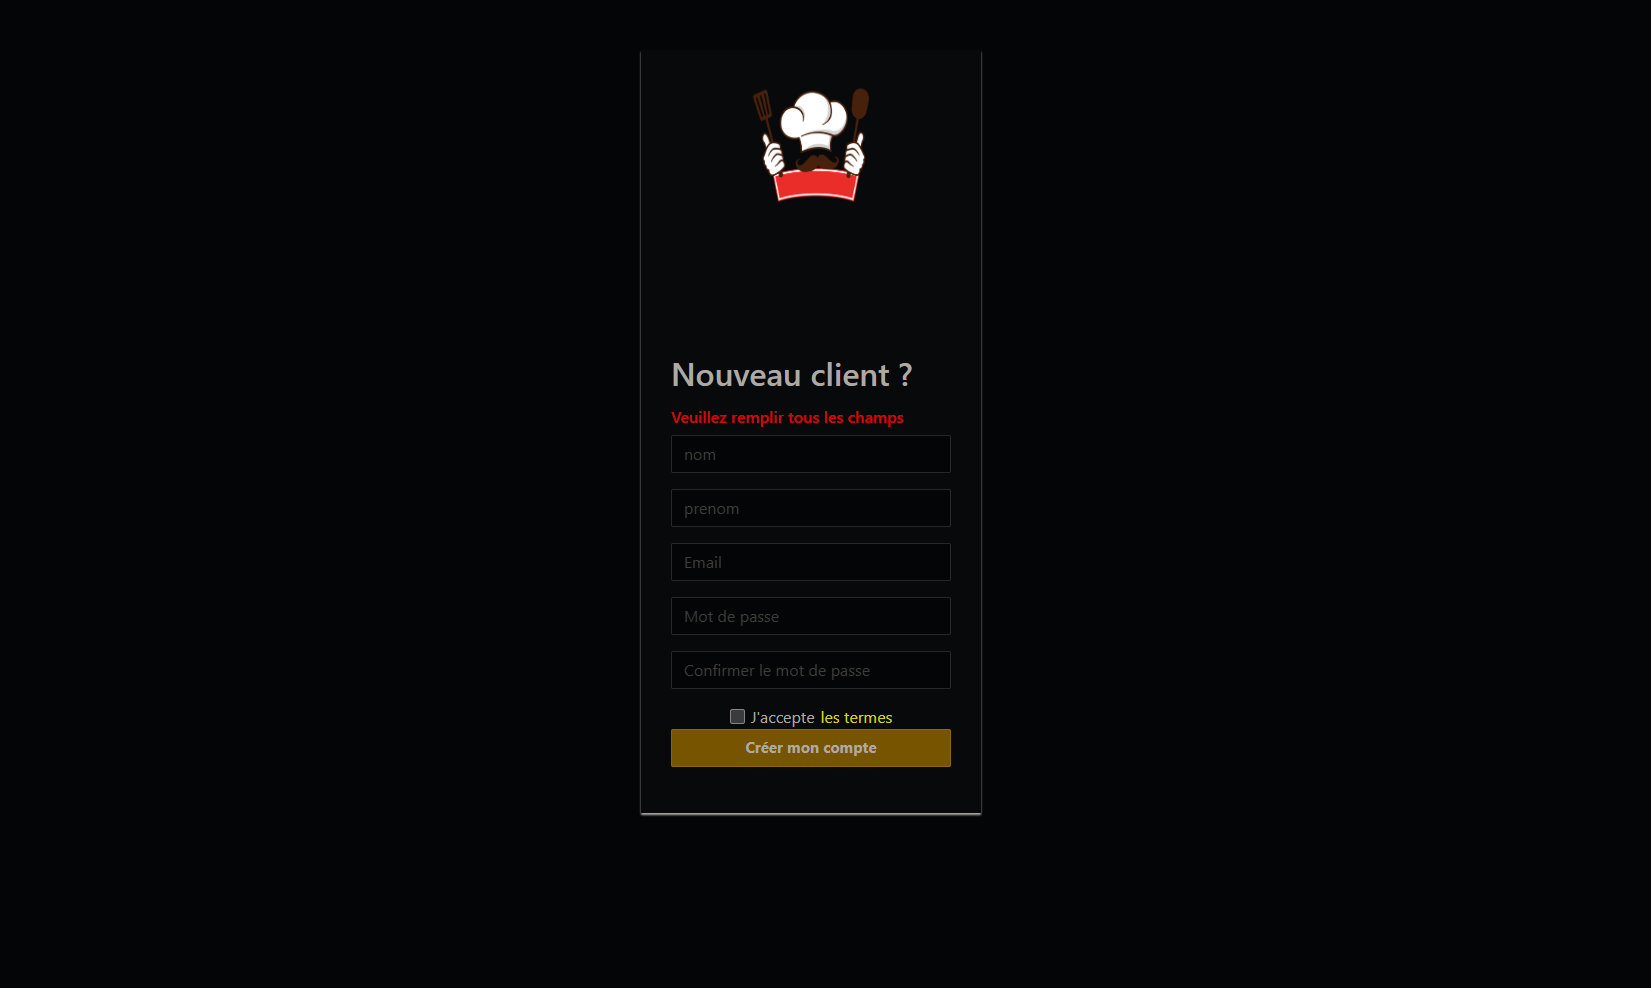 Nouveau client ?
Veuillez remplir tous les champs
nom
prenom
Email
Mot de passe
Confirmer le mot de passe
J'accepte les termes
Créer mon compte